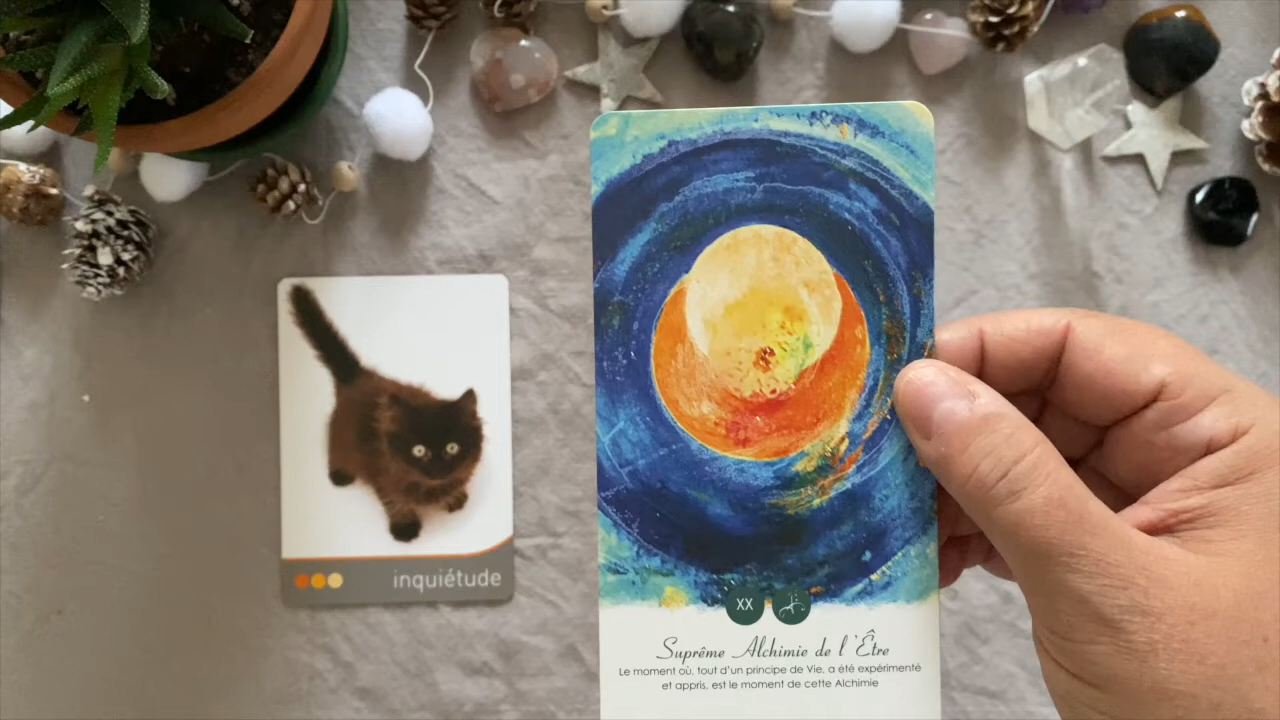 inquiétude
XX
Suprême Alchimie de l'Être
Le moment où, tout d'un principe de Vie, a été expérimenté
et appris, est le moment de cette Alchimie